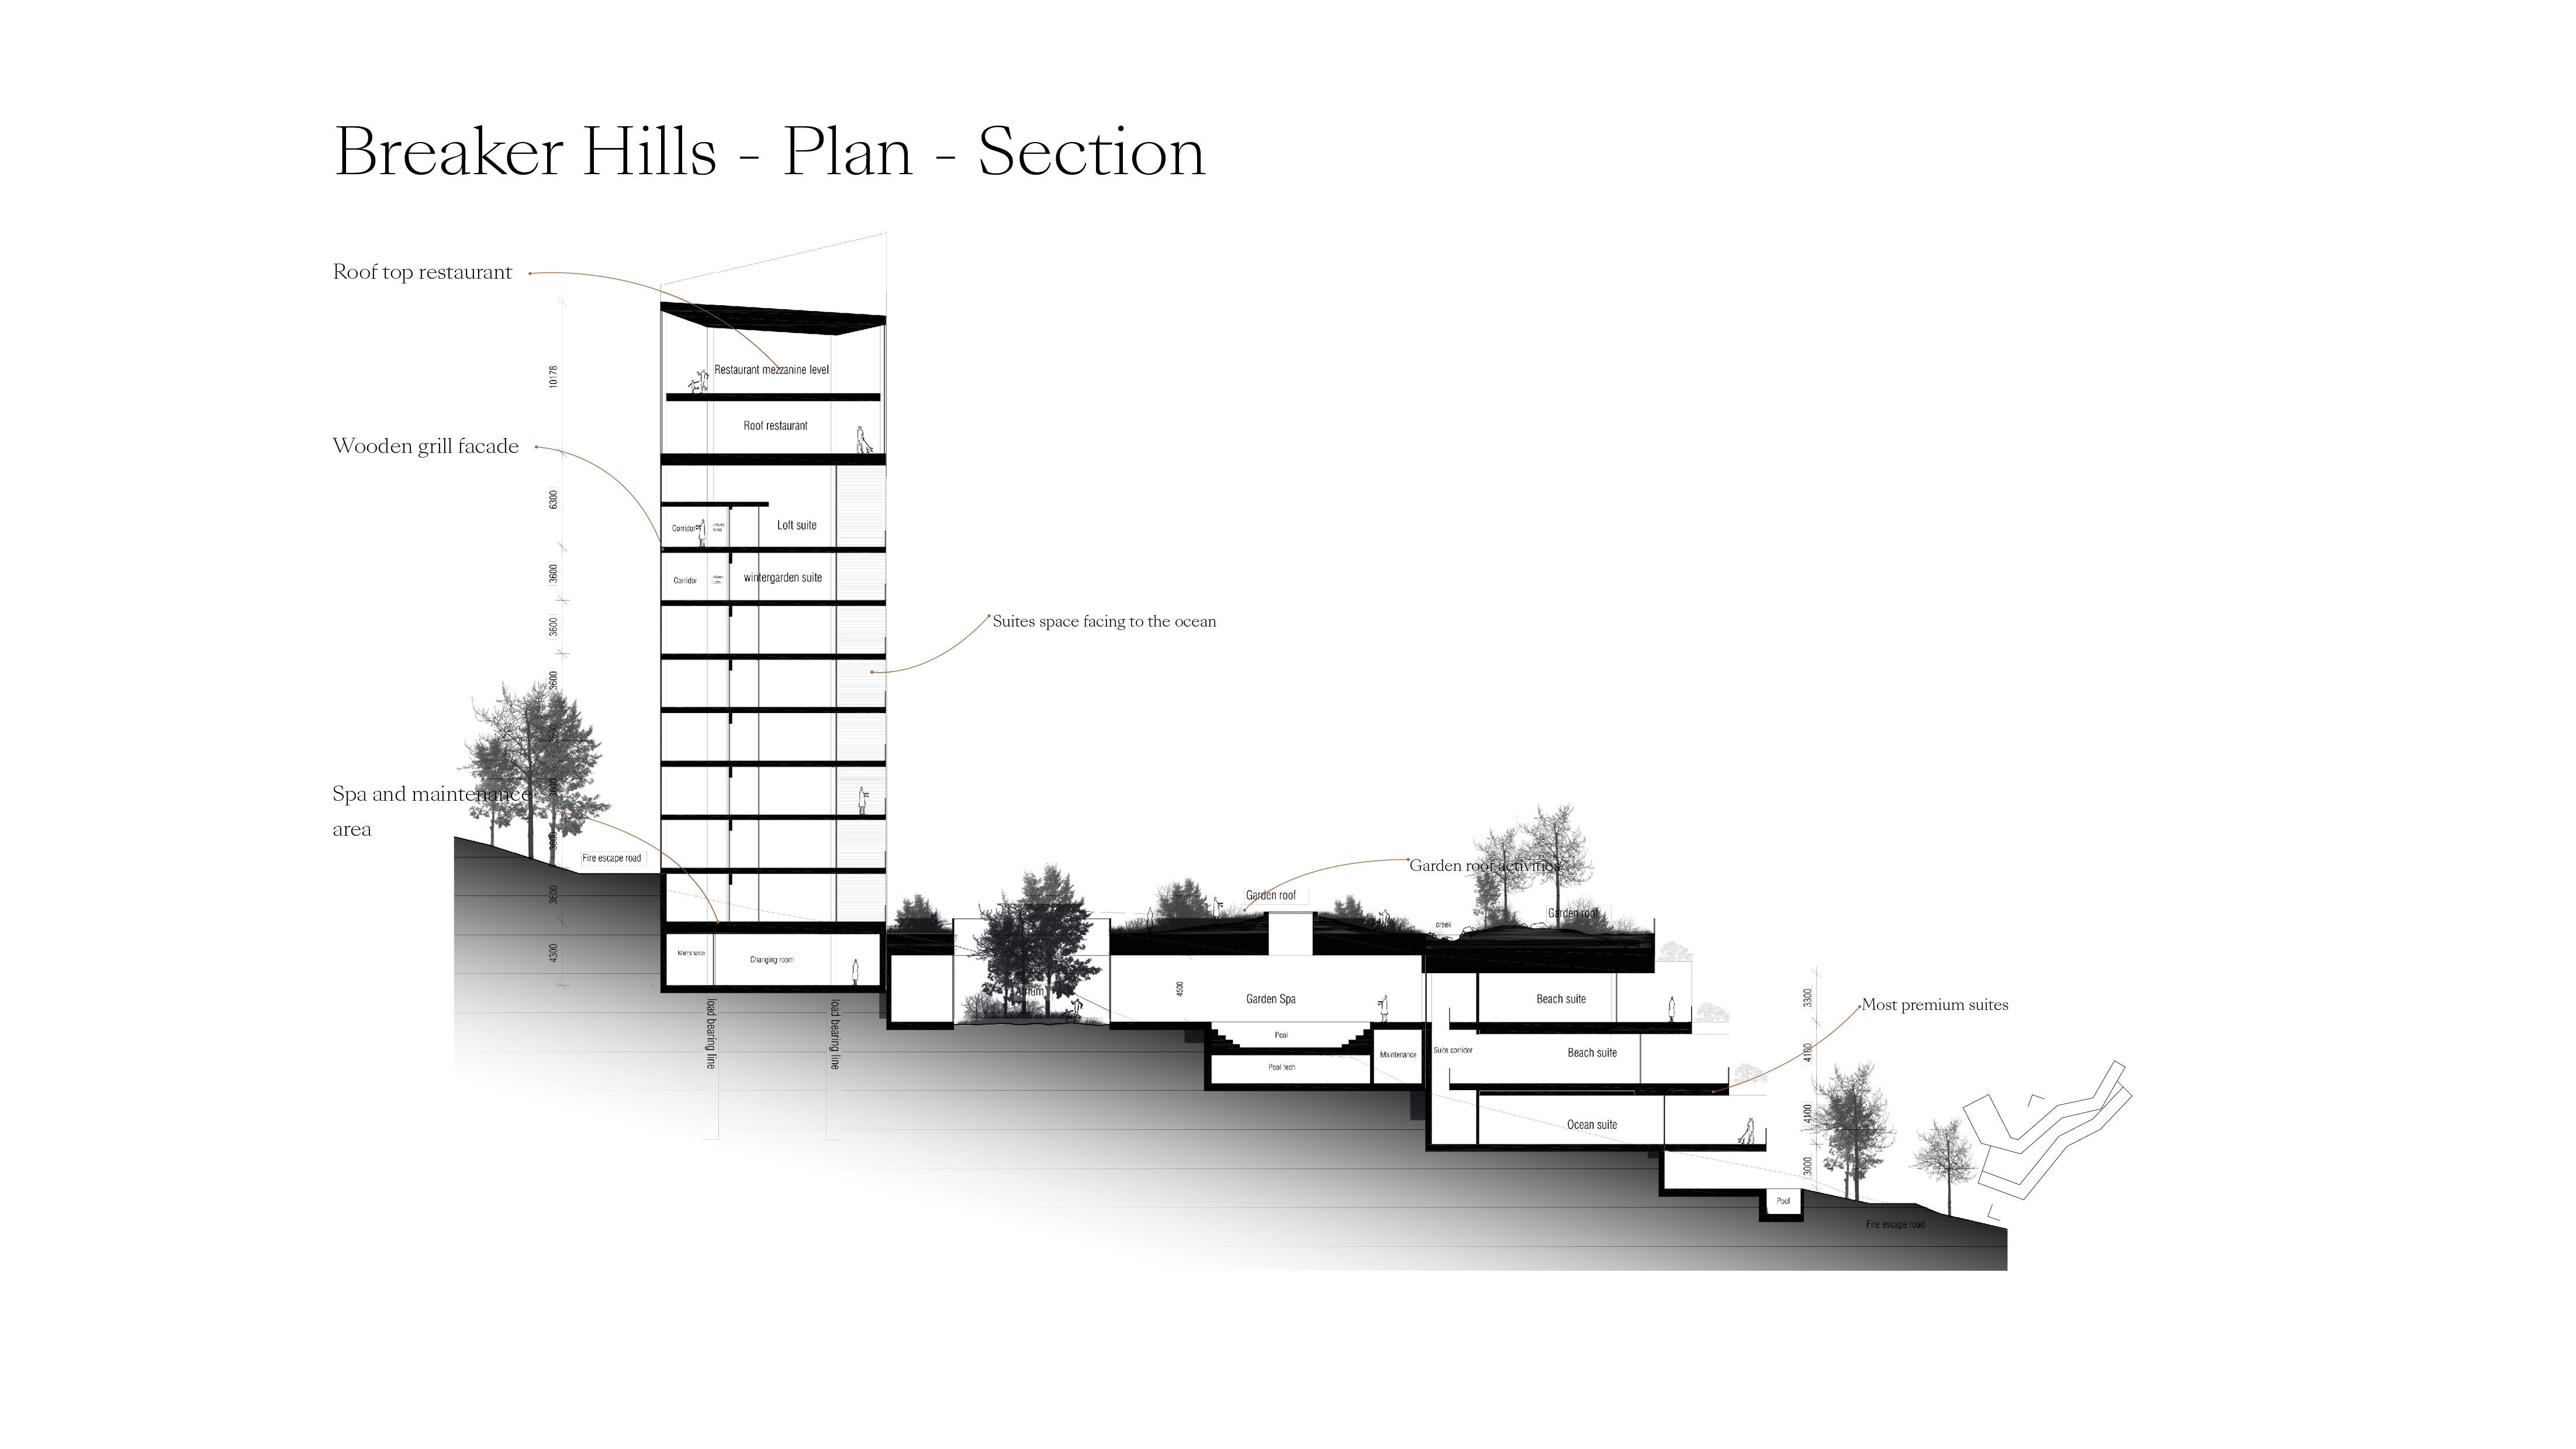 Breaker Hills - Plan - Section
Roof top restaurant
10178
Restaurant mezzanine level
Roof restaurant
Wooden grill facade
6300
Corridor
Loft suite
3600
Corridor
wintergarden suite
3600
Suites space facing to the ocean
3600
3600
3600
Spa and maintenance
area
3600
Fire escape road
Garden roof activities
3600
Garden roof
Garden roof
creek
4300
Maintenance
Changing room
4500
Atrium
Garden Spa
Beach suite
3300
Most premium suites
load bearing line
load bearing line
Pool
Suite corridor
Beach suite
Maintenance
Pool tech
Ocean suite
4100
3000
Pool
Fire escape road